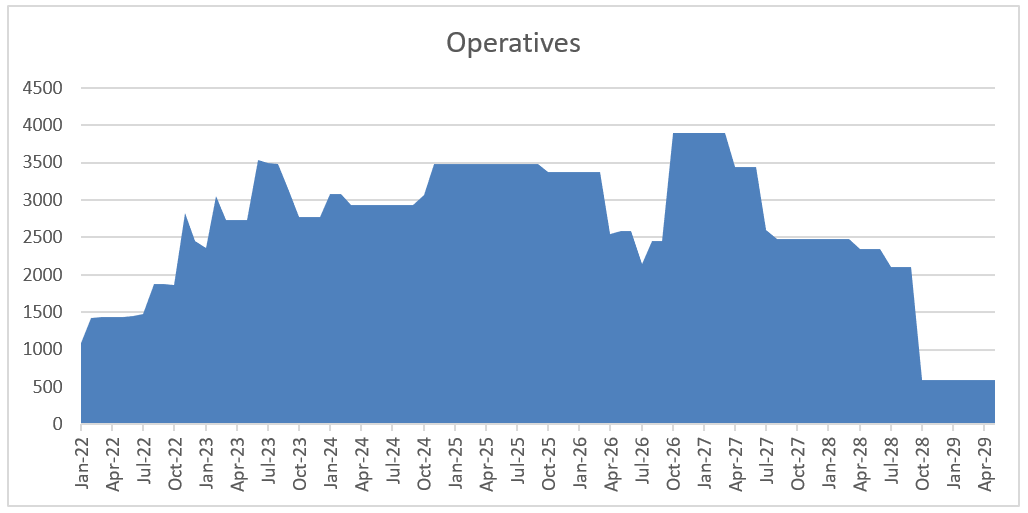 Operatives
4500
4000
3500
3000
2500
2000
1500
1000
500
0
Jan-22
Apr-22
Jul-22
Oct-22
Jan-23
Apr-23
Jul-23
Oct-23
Jan-24
Apr-24
Jul-24
Oct-24
Jan-25
Apr-25
Jul-25
Oct-25
Jan-26
Apr-26
Jul-26
Oct-26
Jan-27
Apr-27
Jul-27
Oct-27
Jan-28
Apr-28
Jul-28
Oct-28
Jan-29
Apr-29